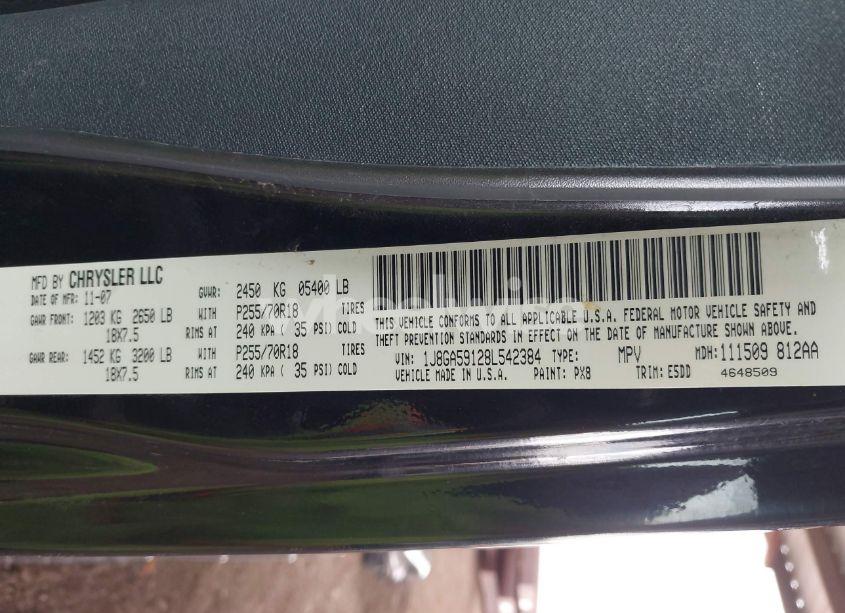 MFD BY CHRYSLER LLC
DATE OF MFR: 11-07
GVWR: 2450 KG 05400 LB
GAWR FRONT: 1203 KG 2650 LB WITH P255/70R18 TIRES
18X7.5 RIMS AT 240 KPA ( 35 PSI) COLD
GAWR REAR: 1452 KG 3200 LB WITH P255/70R18 TIRES
18X7.5 RIMS AT 240 KPA ( 35 PSI) COLD
THIS VEHICLE CONFORMS TO ALL APPLICABLE U.S.A. FEDERAL MOTOR VEHICLE SAFETY AND
THEFT PREVENTION STANDARDS IN EFFECT ON THE DATE OF MANUFACTURE SHOWN ABOVE.
VIN: 1J8GA59128L542384 TYPE: MPV MDH: 111509 812AA
VEHICLE MADE IN U.S.A. PAINT: PX8 TRIM: E5DD 4648509